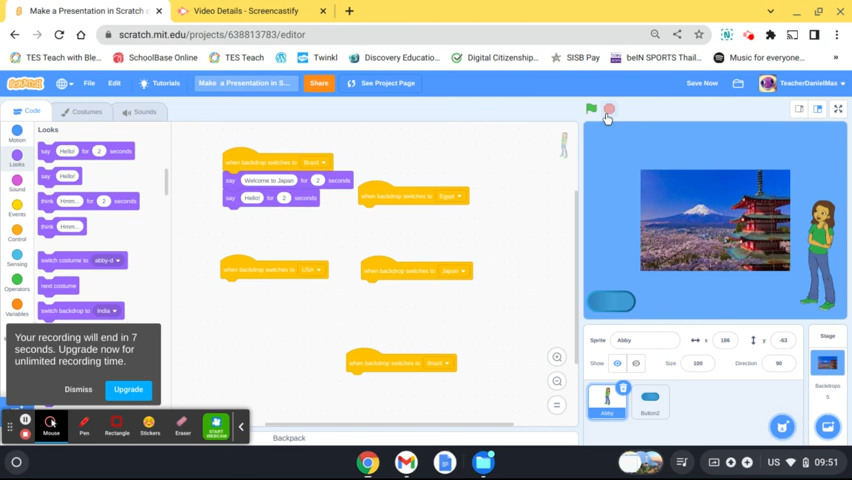 Make a Presentation in Scratch o
Video Details - Screencastify
scratch.mit.edu/projects/638813783/editor
TES Teach with Ble...
SchoolBase Online
TES Teach
Twinkl
Discovery Educatio...
Digital Citizenship...
SISB Pay
beIN SPORTS Thail...
Music for everyone...
SCRATCH
File
Edit
Tutorials
Make a Presentation in S...
Share
See Project Page
Save Now
TeacherDanielMax
Code
Costumes
Sounds
Motion
Looks
Sound
Events
Control
Sensing
Operators
Variables
Looks
say Hello! for 2 seconds
say Hello!
think Hmm... for 2 seconds
think Hmm...
switch costume to abby-d
next costume
switch backdrop to India
when backdrop switches to Brazil
say Welcome to Japan for 2 seconds
say Hello! for 2 seconds
when backdrop switches to Egypt
when backdrop switches to USA
when backdrop switches to Japan
when backdrop switches to Brazil
Your recording will end in 7
seconds. Upgrade now for
unlimited recording time.
Dismiss
Upgrade
Mouse
Pen
Rectangle
Stickers
Eraser
START
WEBCAM
Backpack
Sprite
Abby
x
186
y
-63
Show
Size
100
Direction
90
Abby
Button2
Stage
Backdrops
5
US
09:51